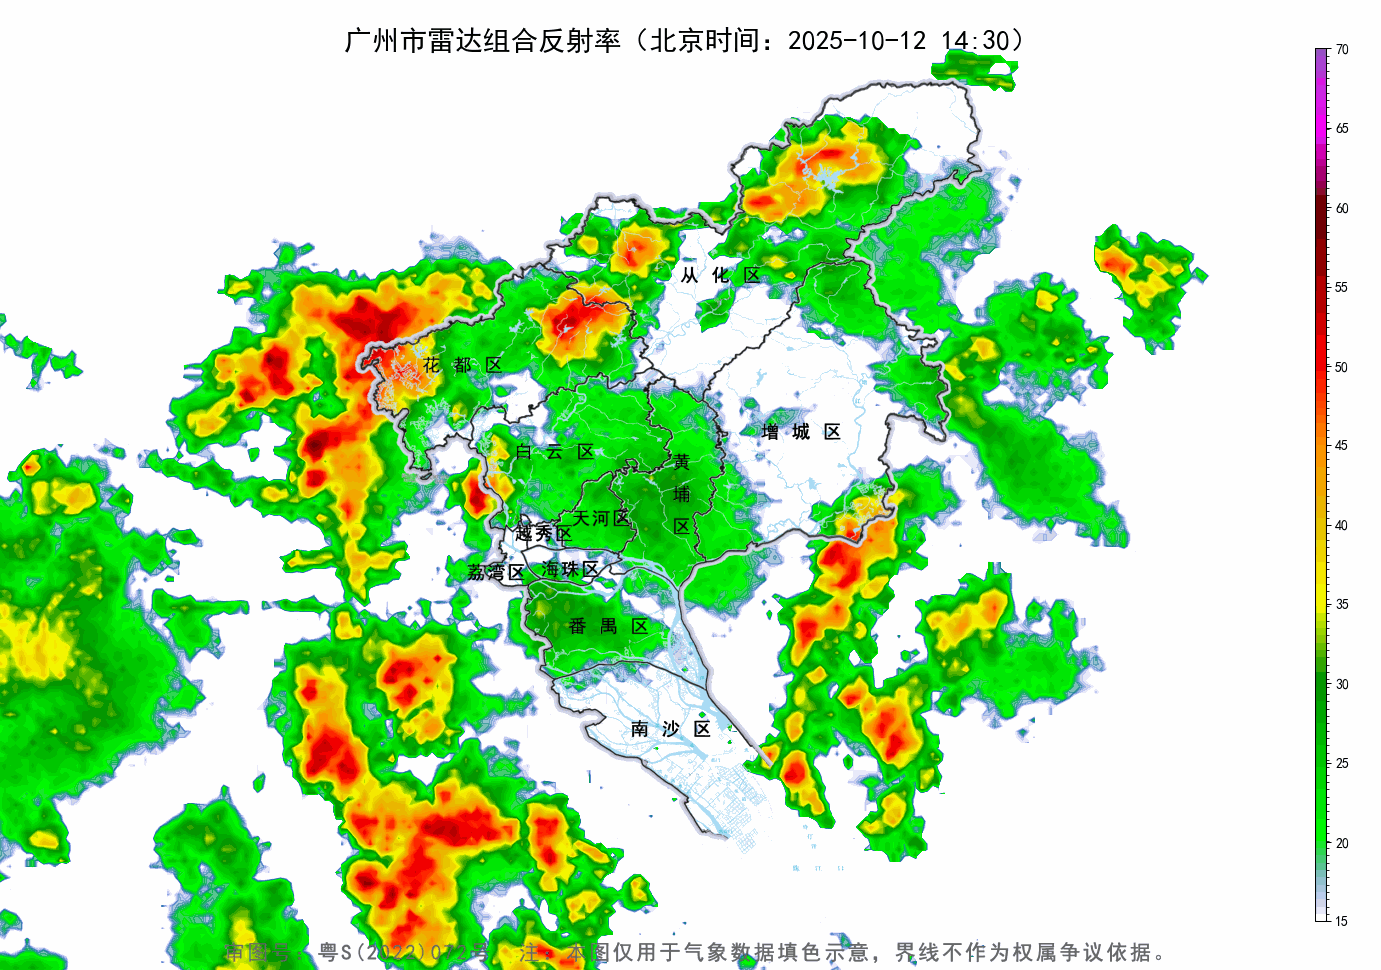 广州市雷达组合反射率（北京时间：2025-10-12 14:30）
70
65
60
55
50
45
40
35
30
25
20
15
从化区
花都区
增城区
白云区
黄埔区
天河区
越秀区
海珠区
荔湾区
番禺区
南沙区
审图号：粤S(2022)072号 注：本图仅用于气象数据填色示意，界线不作为权属争议依据。